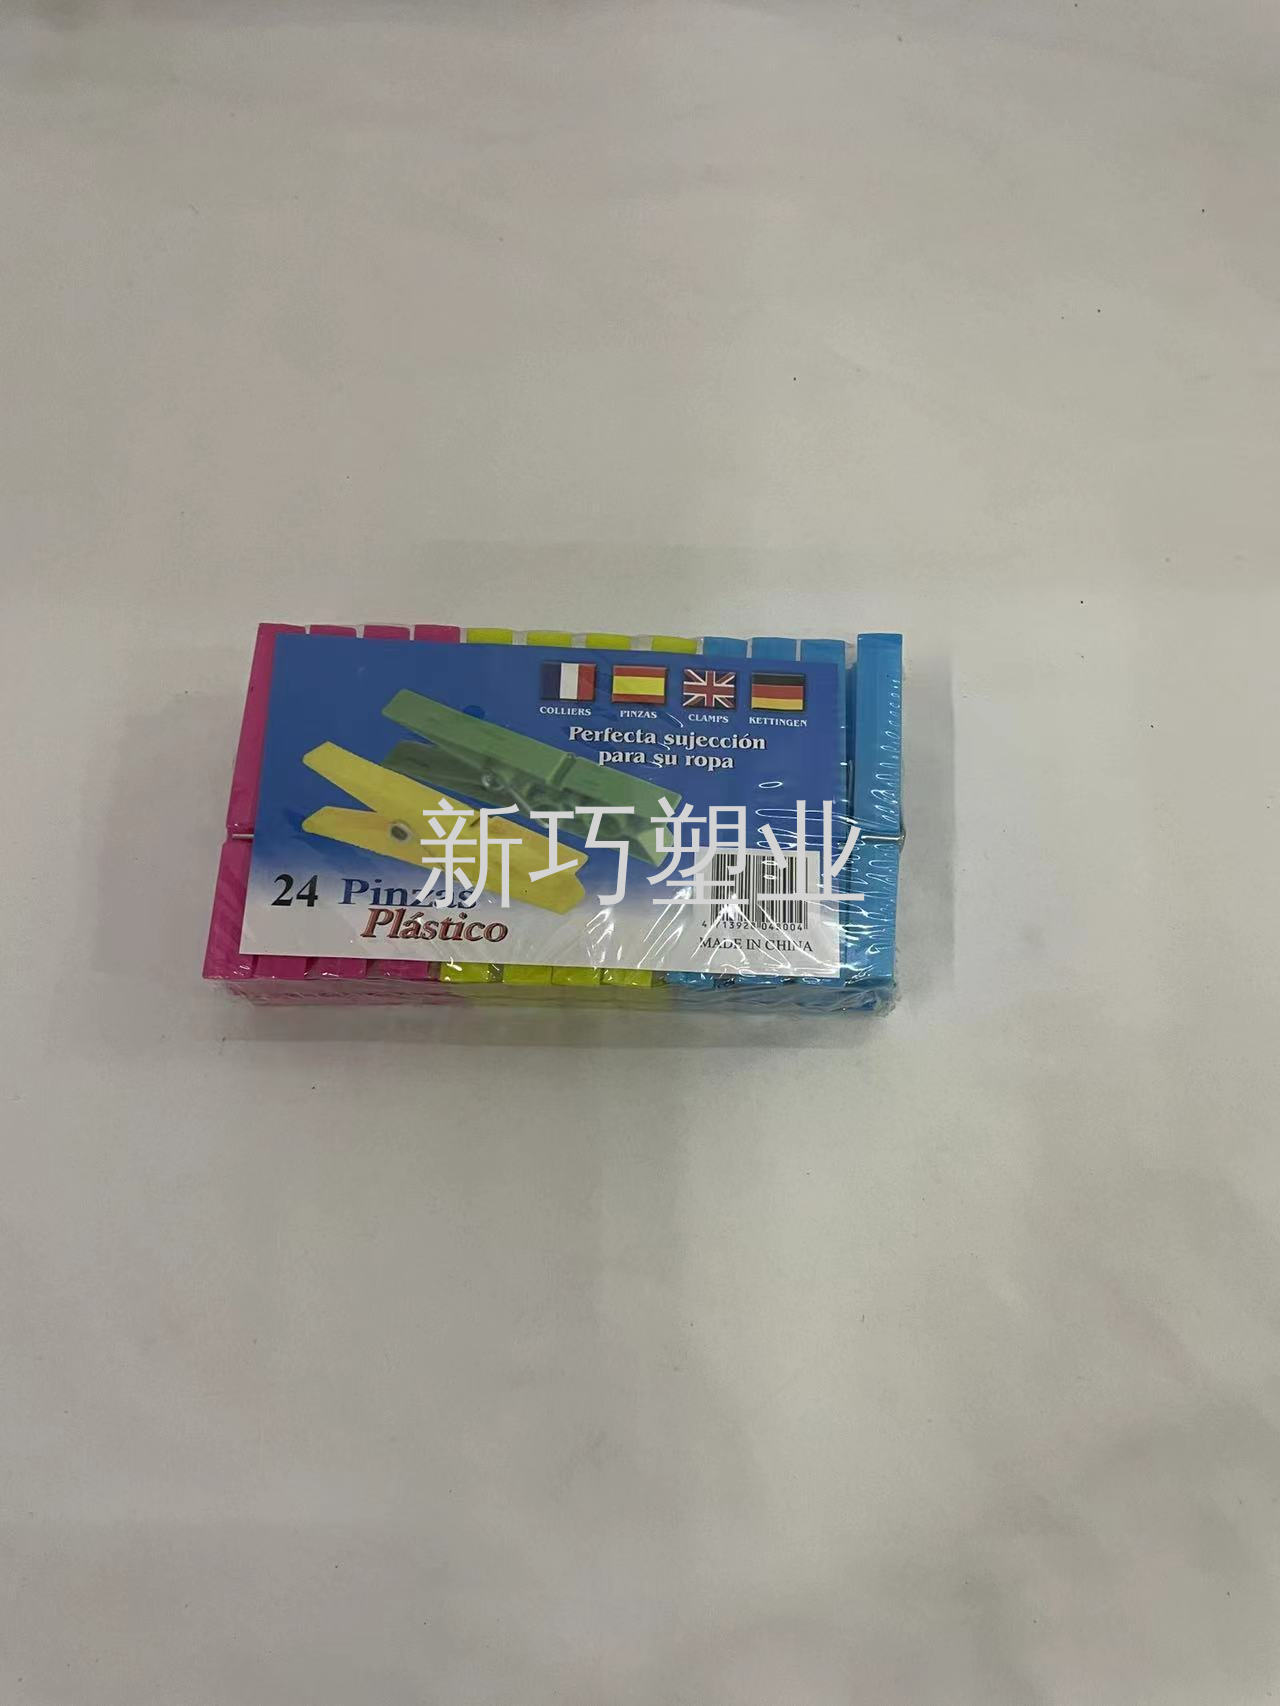 COLLIERS PINZAS CLAMPS KETTINGEN
Perfecta sujección
para su ropa
新巧塑业
24 Pinzas
Plástico
MADE IN CHINA